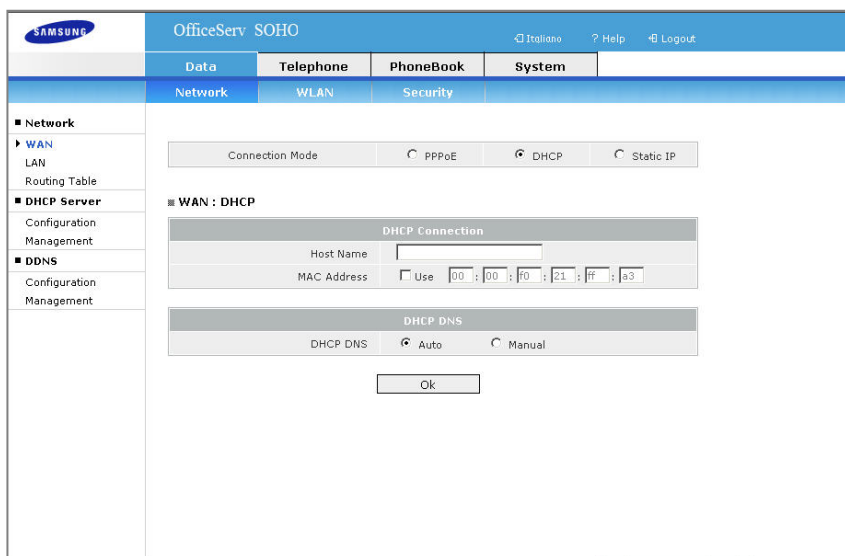 SAMSUNG
OfficeServ SOHO
Italiano ? Help Logout
Data Telephone PhoneBook System
Network WLAN Security
Network
WAN
LAN
Routing Table
DHCP Server
Configuration
Management
DDNS
Configuration
Management
Connection Mode PPPoE DHCP Static IP
WAN : DHCP
DHCP Connection
Host Name
MAC Address Use 00 : 00 : f0 : 21 : ff : a3
DHCP DNS
DHCP DNS Auto Manual
Ok